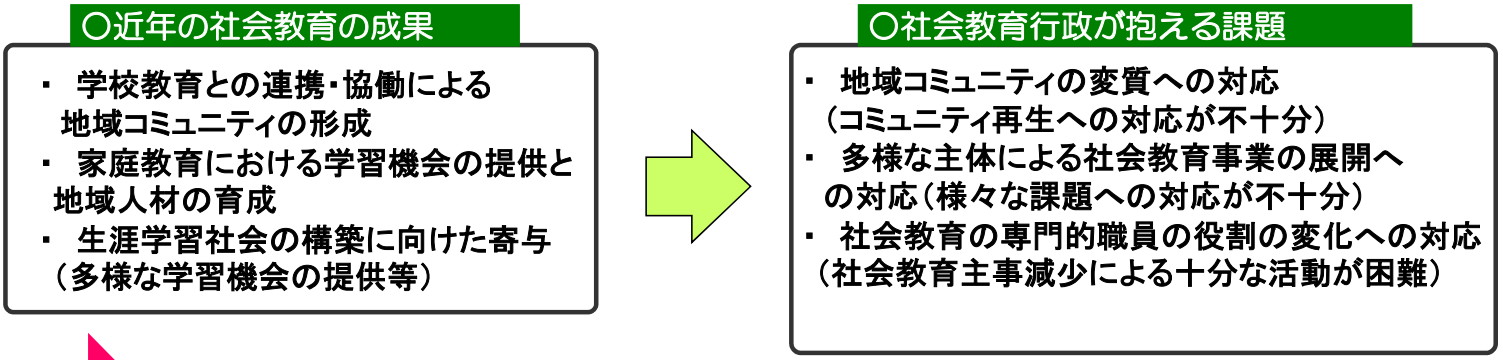 ○近年の社会教育の成果
・ 学校教育との連携・協働による
地域コミュニティの形成
・ 家庭教育における学習機会の提供と
地域人材の育成
・ 生涯学習社会の構築に向けた寄与
（多様な学習機会の提供等）
○社会教育行政が抱える課題
・ 地域コミュニティの変質への対応
（コミュニティ再生への対応が不十分）
・ 多様な主体による社会教育事業の展開へ
の対応（様々な課題への対応が不十分）
・ 社会教育の専門的職員の役割の変化への対応
（社会教育主事減少による十分な活動が困難）